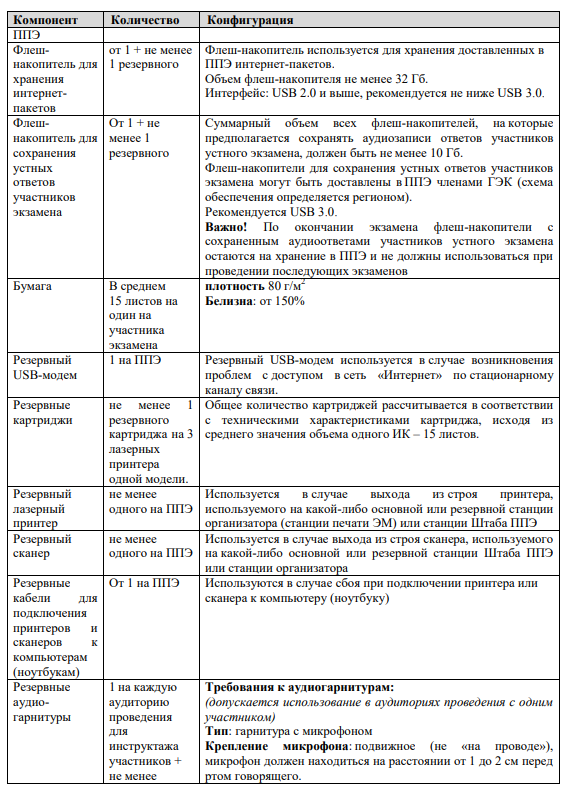 Компонент Количество Конфигурация
ППЭ
Флеш-
накопитель для
хранения
интернет-
пакетов
от 1 + не менее
1 резервного
Флеш-накопитель используется для хранения доставленных в
ППЭ интернет-пакетов.
Объем флеш-накопителя не менее 32 Гб.
Интерфейс: USB 2.0 и выше, рекомендуется не ниже USB 3.0.
Флеш-
накопитель для
сохранения
устных
ответов
участников
экзамена
От 1 + не
менее 1
резервного
Суммарный объем всех флеш-накопителей, на которые
предполагается сохранять аудиозаписи ответов участников
устного экзамена, должен быть не менее 10 Гб.
Флеш-накопители для сохранения устных ответов участников
экзамена могут быть доставлены в ППЭ членами ГЭК (схема
обеспечения определяется регионом).
Рекомендуется USB 3.0.
Важно! По окончании экзамена флеш-накопители с
сохраненным аудиоответами участников устного экзамена
остаются на хранение в ППЭ и не должны использоваться при
проведении последующих экзаменов
Бумага
В среднем
15 листов на
один на
участника
экзамена
плотность 80 г/м²
Белизна: от 150%
Резервный
USB-модем
1 на ППЭ
Резервный USB-модем используется в случае возникновения
проблем с доступом в сеть «Интернет» по стационарному
каналу связи.
Резервные
картриджи
не менее 1
резервного
картриджа на 3
лазерных
принтера
одной модели.
Общее количество картриджей рассчитывается в соответствии
с техническими характеристиками картриджа, исходя из
среднего значения объема одного ИК – 15 листов.
Резервный
лазерный
принтер
не менее
одного на ППЭ
Используется в случае выхода из строя принтера,
используемого на какой-либо основной или резервной станции
организатора (станции печати ЭМ) или станции Штаба ППЭ
Резервный
сканер
не менее
одного на ППЭ
Используется в случае выхода из строя сканера, используемого
на какой-либо основной или резервной станции Штаба ППЭ
или станции организатора
Резервные
кабели для
подключения
принтеров и
сканеров к
компьютерам
(ноутбукам)
От 1 на ППЭ
Используются в случае сбоя при подключении принтера или
сканера к компьютеру (ноутбуку)
Резервные
аудио-
гарнитуры
1 на каждую
аудиторию
проведения
для
инструктажа
участников +
не менее
Требования к аудиогарнитурам:
(допускается использование в аудиториях проведения с одним
участником)
Тип: гарнитура с микрофоном
Крепление микрофона: подвижное (не «на проводе»),
микрофон должен находиться на расстоянии от 1 до 2 см перед
ртом говорящего.